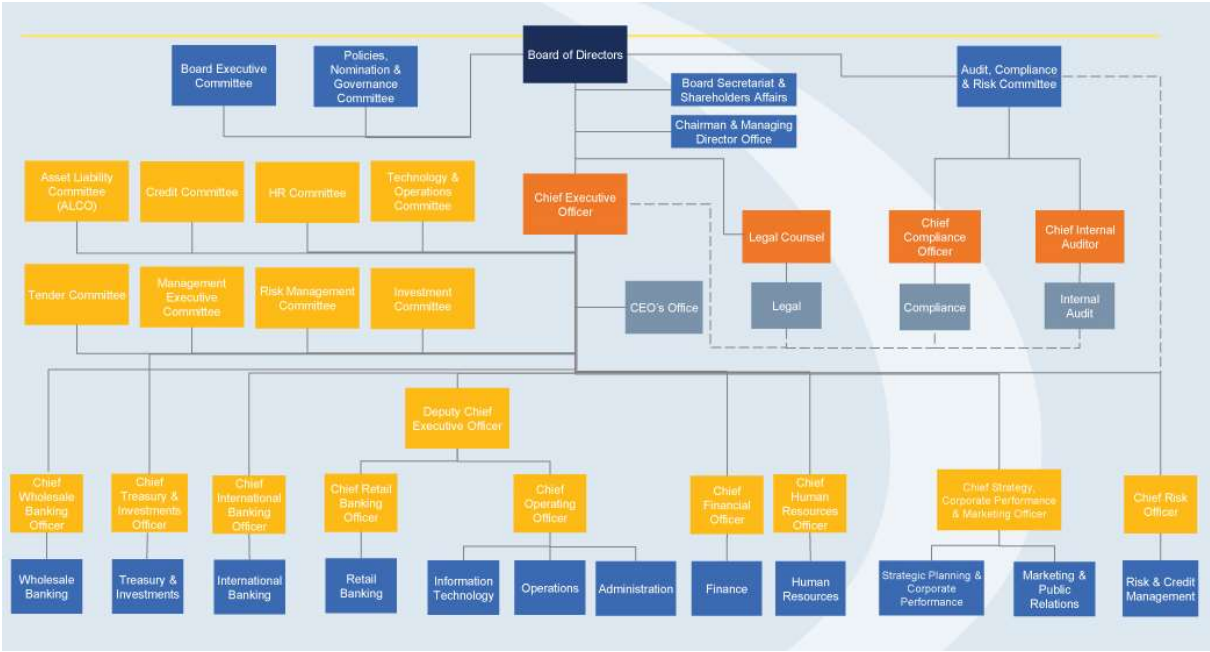 Board of Directors
Board Executive
Committee
Policies,
Nomination &
Governance
Committee
Audit, Compliance
& Risk Committee
Board Secretariat &
Shareholders Affairs
Chairman & Managing
Director Office
Asset Liability
Committee
(ALCO)
Credit Committee
HR Committee
Technology &
Operations
Committee
Chief Executive
Officer
Legal Counsel
Chief
Compliance
Officer
Chief Internal
Auditor
Tender Committee
Management
Executive
Committee
Risk Management
Committee
Investment
Committee
CEO's Office
Legal
Compliance
Internal
Audit
Deputy Chief
Executive Officer
Chief
Wholesale
Banking
Officer
Chief
Treasury &
Investments
Officer
Chief
International
Banking
Officer
Chief Retail
Banking
Officer
Chief
Operating
Officer
Chief
Financial
Officer
Chief
Human
Resources
Officer
Chief Strategy,
Corporate Performance
& Marketing Officer
Chief Risk
Officer
Wholesale
Banking
Treasury &
Investments
International
Banking
Retail
Banking
Information
Technology
Operations
Administration
Finance
Human
Resources
Strategic Planning &
Corporate
Performance
Marketing &
Public
Relations
Risk & Credit
Management